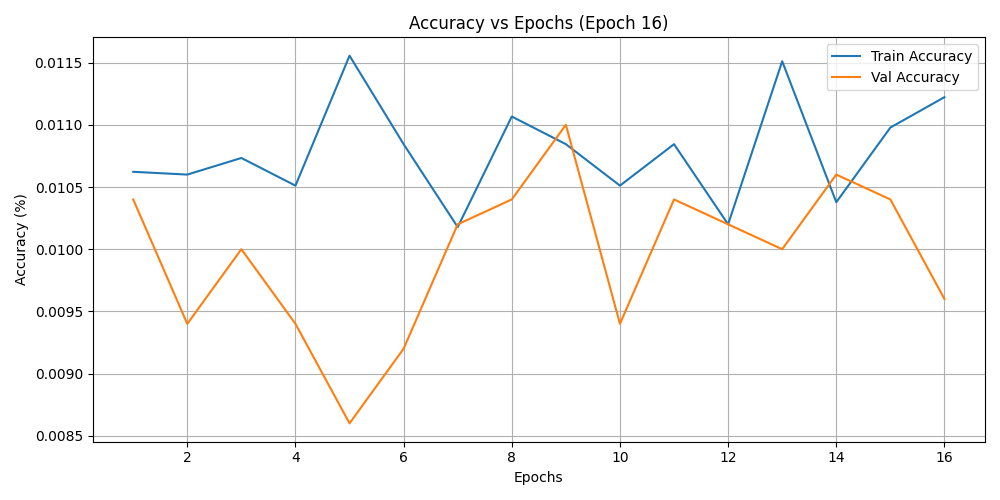 Accuracy vs Epochs (Epoch 16)
Train Accuracy
Val Accuracy
Accuracy (%)
0.0115
0.0110
0.0105
0.0100
0.0095
0.0090
0.0085
2 4 6 8 10 12 14 16
Epochs